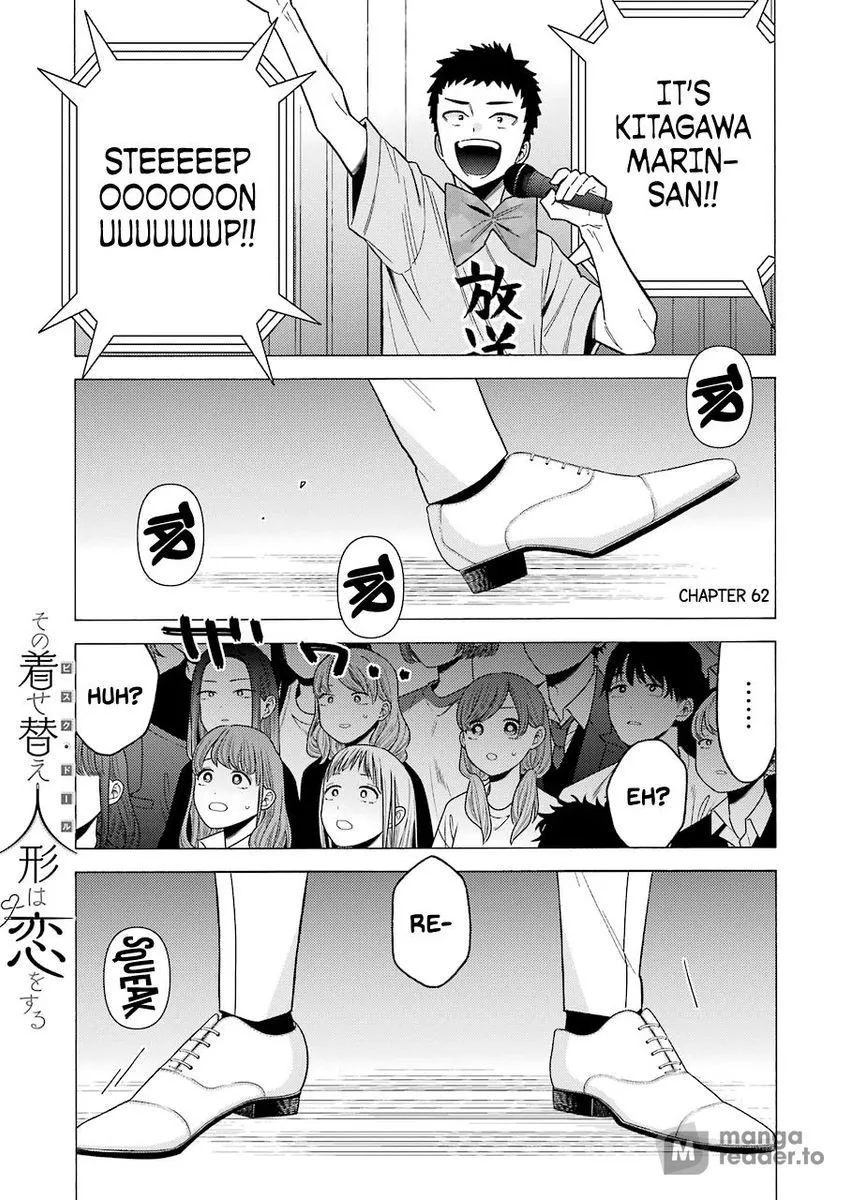 IT'S
KITAGAWA
MARIN-
SAN!!
STEEEEEEP
OOOOOOON
UUUUUUUUP!!
放送
TAP
TAP
TAP
CHAPTER 62
ザワ…
………
EH?
HUH?
RE-
SQUEAK
その着せ替え人形は恋をする
ビスク・ドール
M manga
reader.to